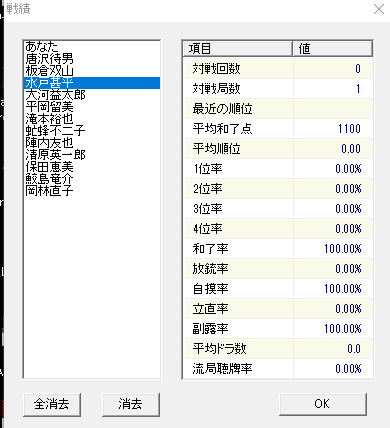 戦績
あなた
唐沢待男
板倉双山
水戸甚平
大河益太郎
平岡留美
滝本裕也
虻蜂不二子
陣内友也
清原英一郎
保田恵美
鮫島竜介
岡林直子
項目 値
対戦回数 0
対戦局数 1
最近の順位
平均和了点 1100
平均順位 0.00
1位率 0.00%
2位率 0.00%
3位率 0.00%
4位率 0.00%
和了率 100.00%
放銃率 0.00%
自摸率 100.00%
立直率 0.00%
副露率 100.00%
平均ドラ数 0.0
流局聴牌率 0.00%
全消去 消去 OK